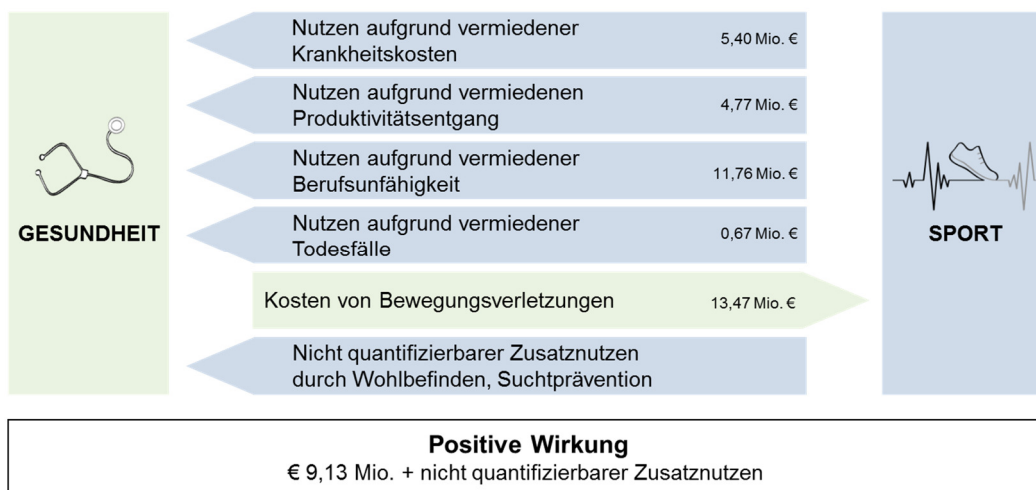 Nutzen aufgrund vermiedener
Krankheitskosten
5,40 Mio. €
Nutzen aufgrund vermiedenen
Produktivitätsentgang
4,77 Mio. €
Nutzen aufgrund vermiedener
Berufsunfähigkeit
11,76 Mio. €
Nutzen aufgrund vermiedener
Todesfälle
0,67 Mio. €
GESUNDHEIT
SPORT
Kosten von Bewegungsverletzungen
13,47 Mio. €
Nicht quantifizierbarer Zusatznutzen
durch Wohlbefinden, Suchtprävention
Positive Wirkung
€ 9,13 Mio. + nicht quantifizierbarer Zusatznutzen